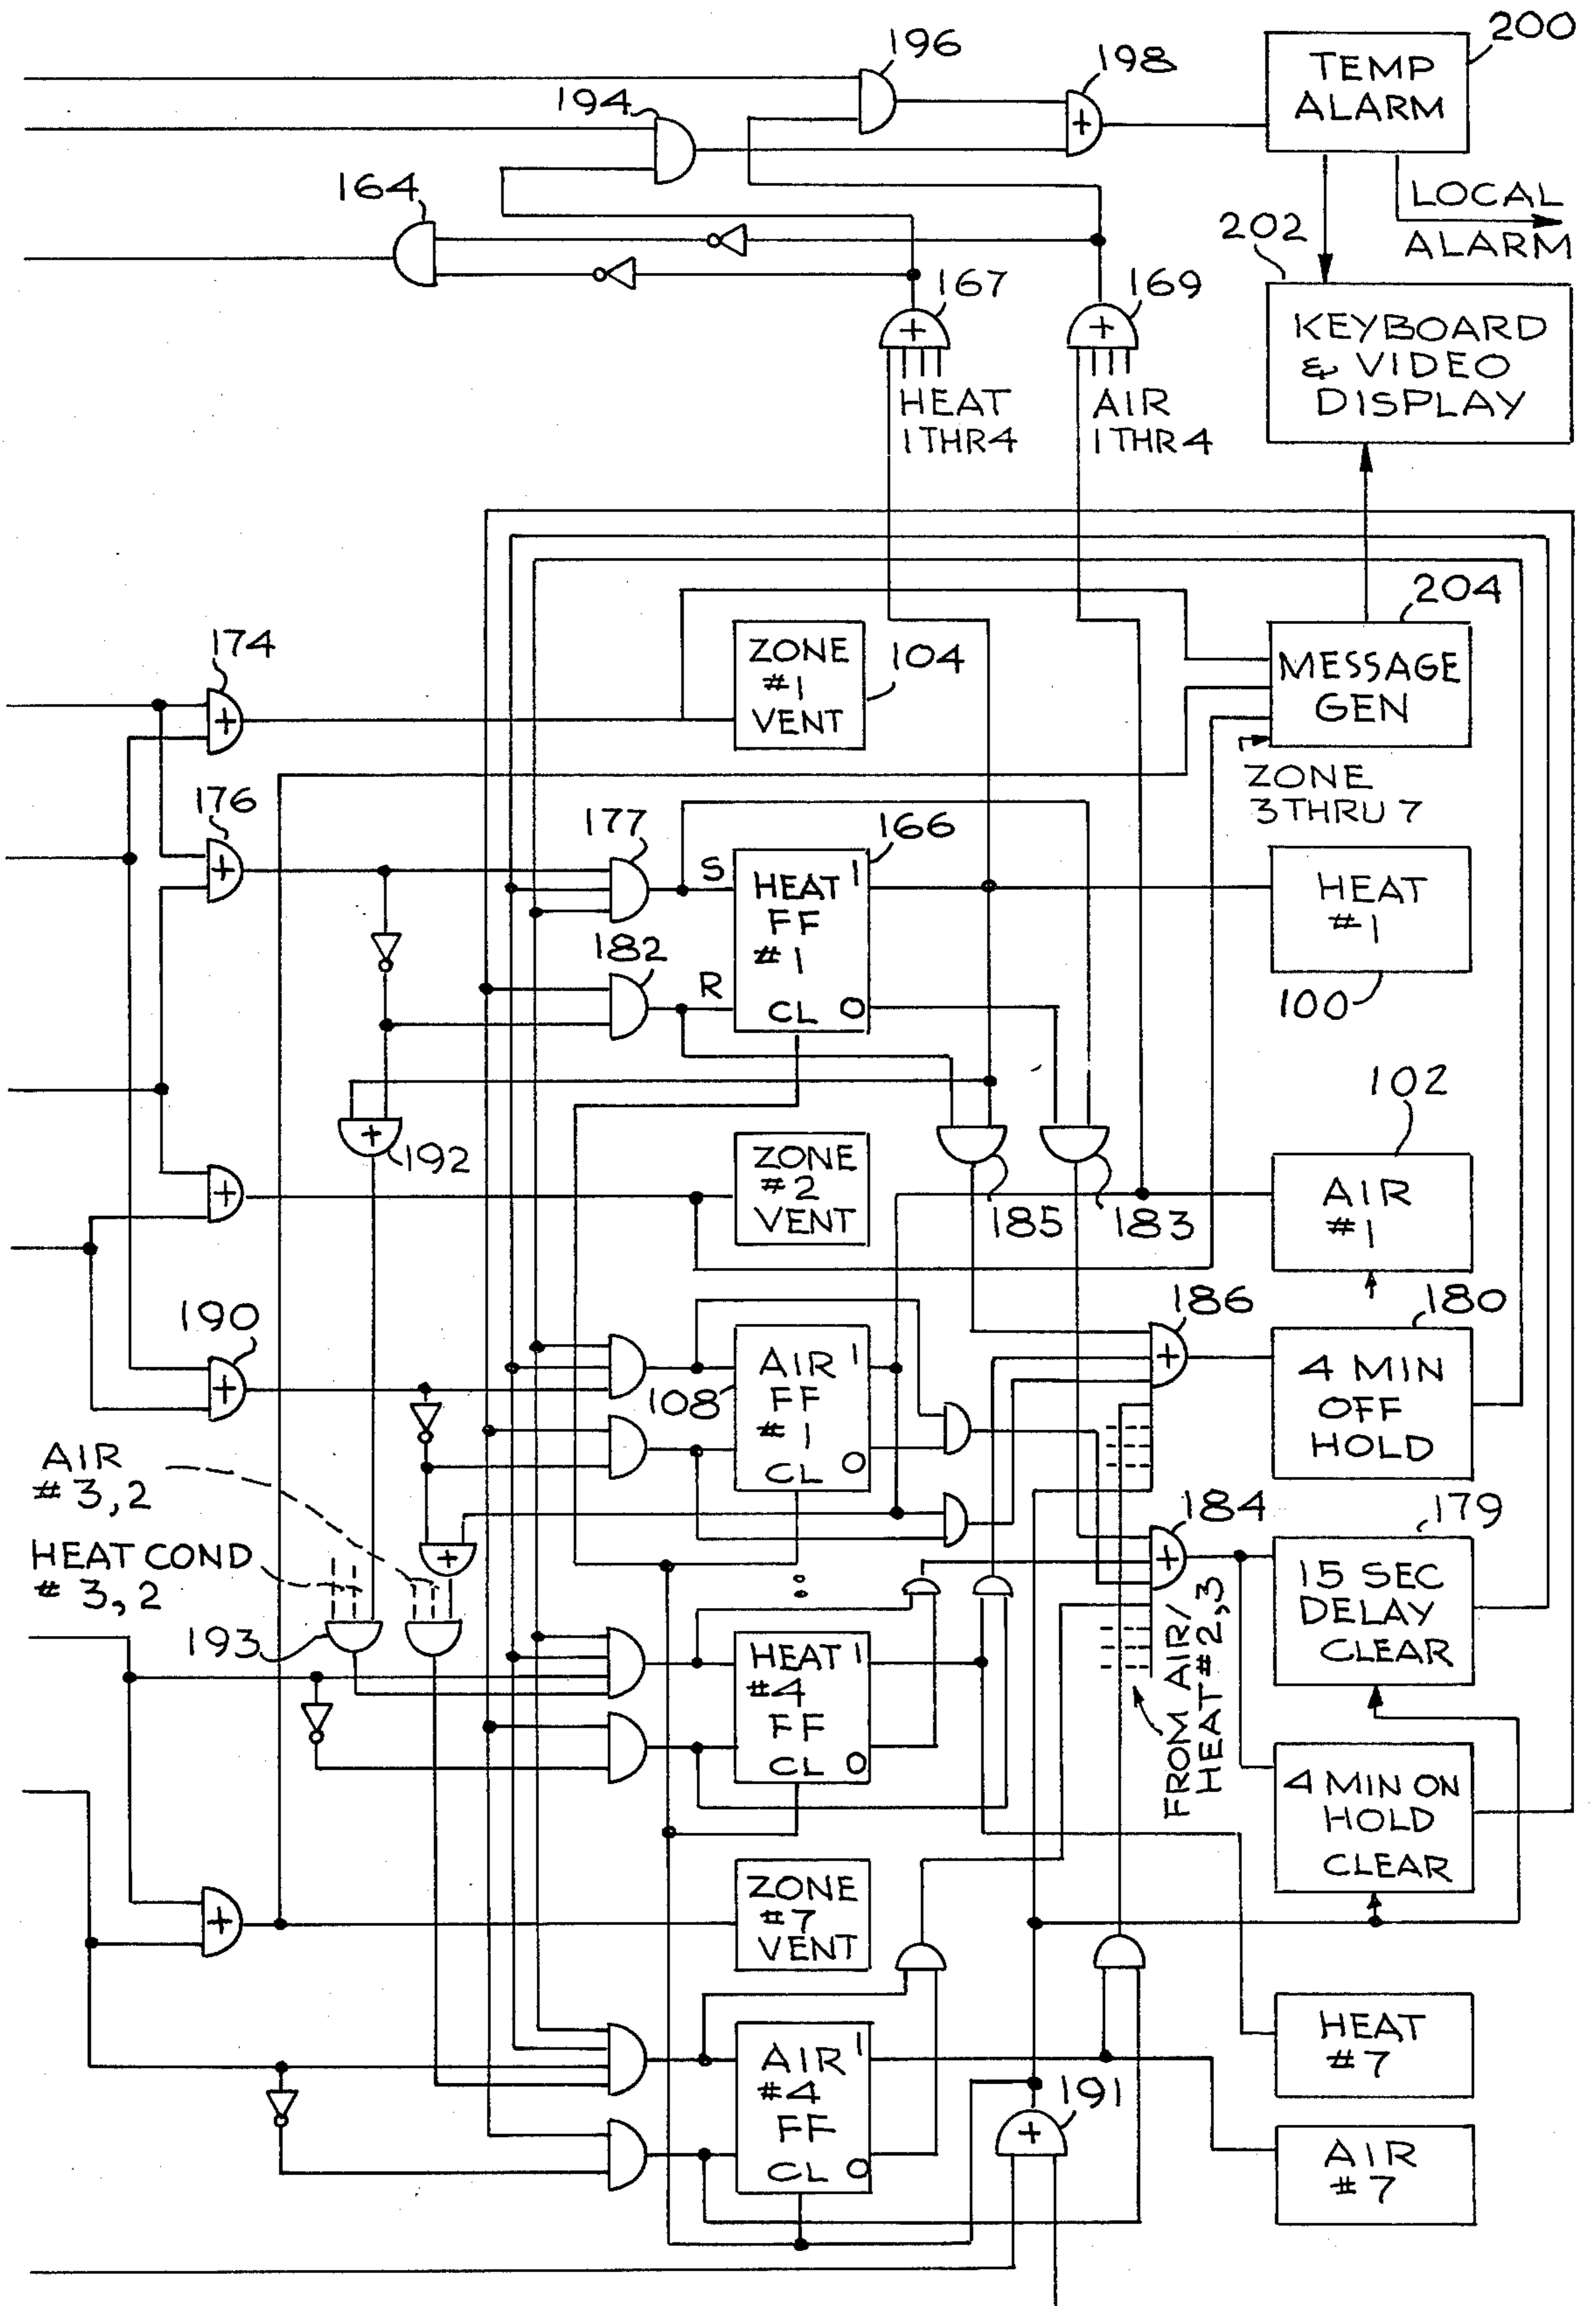 196
198
200
TEMP
ALARM
194
164
LOCAL
ALARM
202
+
167
169
+
+
KEYBOARD
& VIDEO
DISPLAY
HEAT
1 THR 4
AIR
1 THR 4
204
174
ZONE
#1
VENT
104
MESSAGE
GEN
+
ZONE
3 THRU 7
176
177
166
+
S
HEAT 1
FF
#1
HEAT
#1
182
R
CL O
100
102
+
192
ZONE
#2
VENT
AIR
#1
+
185
183
186
180
190
+
AIR 1
FF
#1
CL O
108
+
4 MIN
OFF
HOLD
AIR
# 3,2
184
179
HEAT COND
# 3,2
+
+
15 SEC
DELAY
CLEAR
193
HEAT 1
#4
FF
CL O
FROM AIR/
HEAT #2,3
4 MIN ON
HOLD
CLEAR
+
ZONE
#7
VENT
HEAT
#7
AIR 1
#4
FF
CL O
191
+
AIR
#7